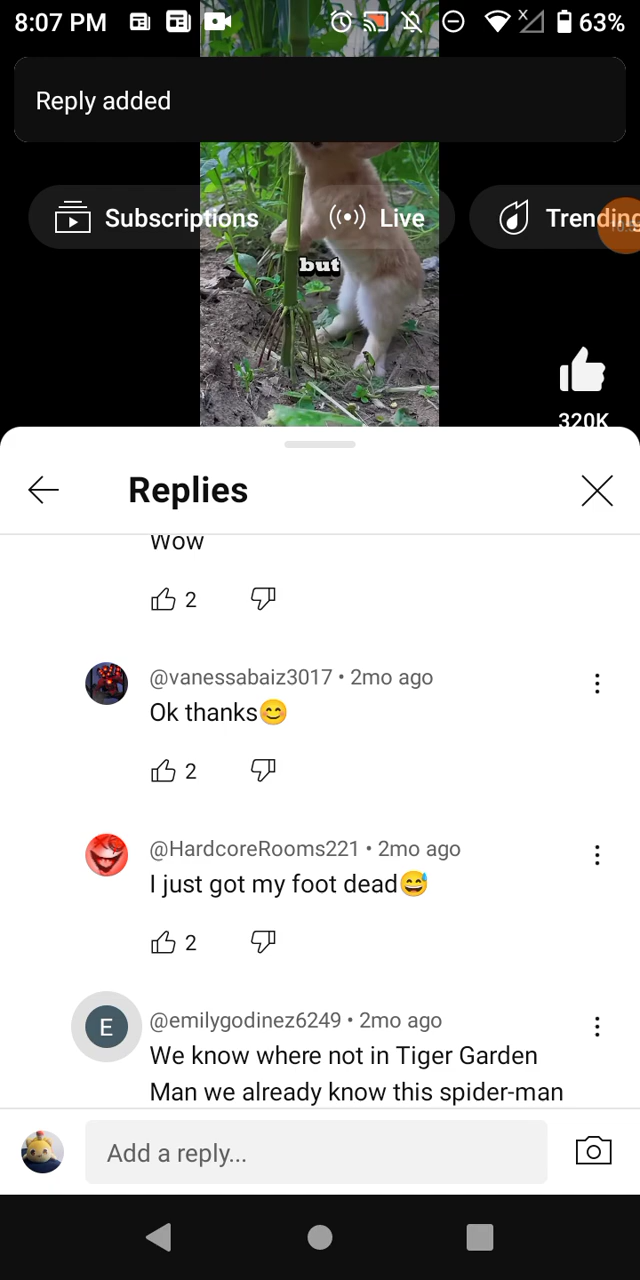 8:07 PM 63%
Reply added
Subscriptions Live Trending
but
320K
Replies
Wow
2
@vanessabaiz3017 • 2mo ago
Ok thanks😊
2
@HardcoreRooms221 • 2mo ago
I just got my foot dead😅
2
E @emilygodinez6249 • 2mo ago
We know where not in Tiger Garden
Man we already know this spider-man
Add a reply...